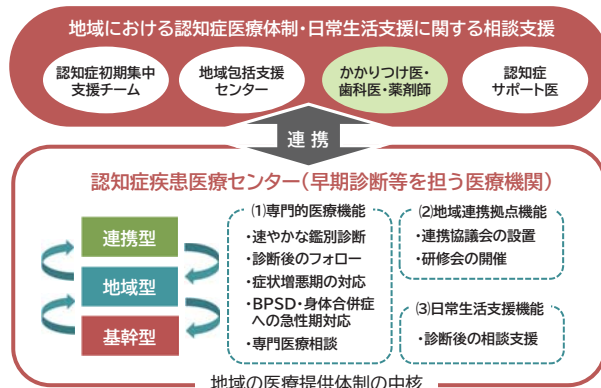 地域における認知症医療体制・日常生活支援に関する相談支援
認知症初期集中
支援チーム
地域包括支援
センター
かかりつけ医・
歯科医・薬剤師
認知症
サポート医
連携
認知症疾患医療センター(早期診断等を担う医療機関)
連携型
地域型
基幹型
⑴専門的医療機能
・速やかな鑑別診断
・診断後のフォロー
・症状増悪期の対応
・BPSD・身体合併症
への急性期対応
・専門医療相談
⑵地域連携拠点機能
・連携協議会の設置
・研修会の開催
⑶日常生活支援機能
・診断後の相談支援
地域の医療提供体制の中核